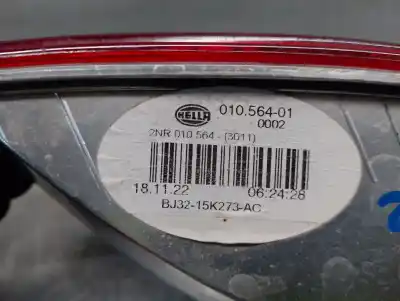 HELLA 010.564-01
0002
2NR 010 564 - (3011)
18.11.22 06:24:28
BJ32-15K273-AC